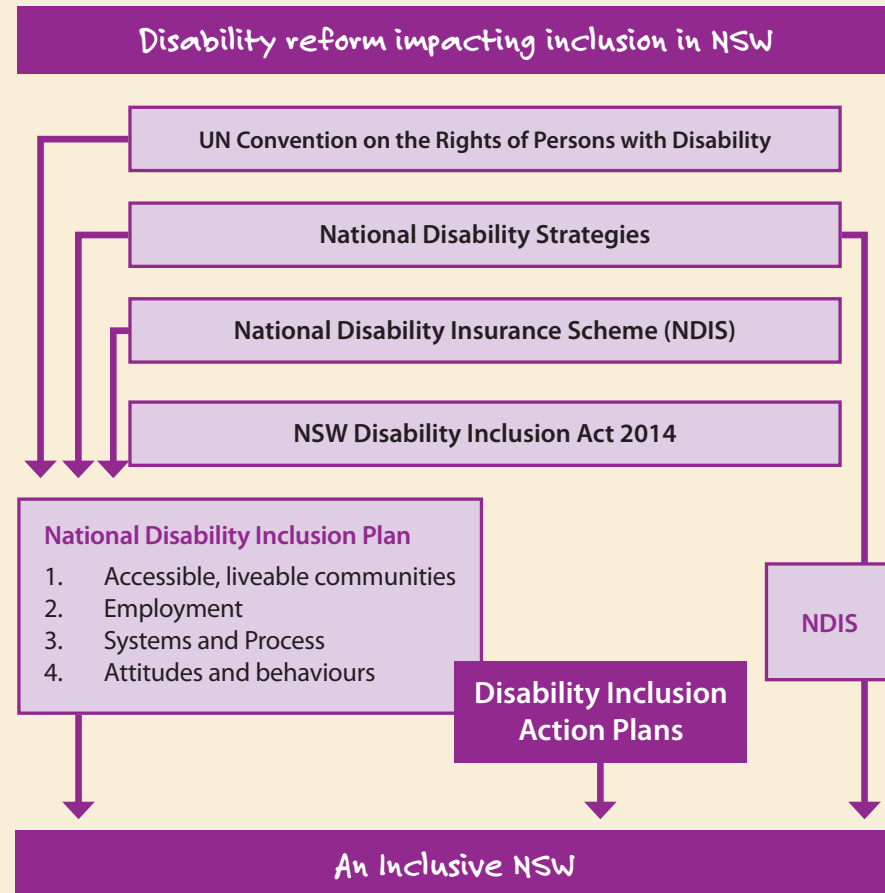 Disability reform impacting inclusion in NSW
UN Convention on the Rights of Persons with Disability
National Disability Strategies
National Disability Insurance Scheme (NDIS)
NSW Disability Inclusion Act 2014
National Disability Inclusion Plan
1. Accessible, liveable communities
2. Employment
3. Systems and Process
4. Attitudes and behaviours
NDIS
Disability Inclusion
Action Plans
An Inclusive NSW